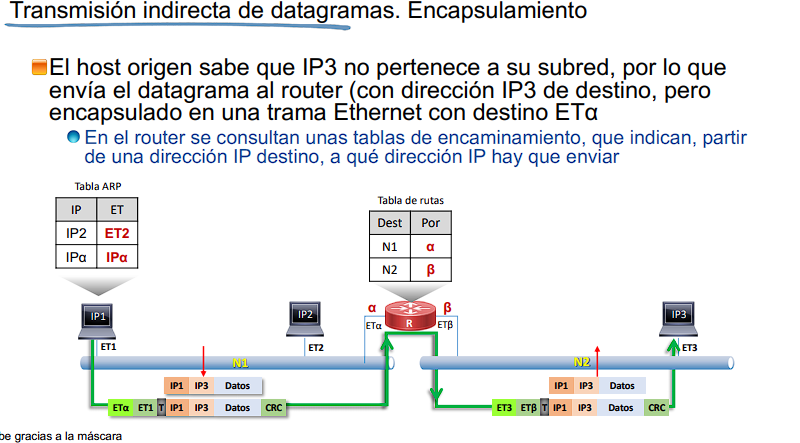 Transmisión indirecta de datagramas. Encapsulamiento
El host origen sabe que IP3 no pertenece a su subred, por lo que
envía el datagrama al router (con dirección IP3 de destino, pero
encapsulado en una trama Ethernet con destino ETα
En el router se consultan unas tablas de encaminamiento, que indican, partir
de una dirección IP destino, a qué dirección IP hay que enviar
Tabla ARP
IP ET
IP2 ET2
IPα IPα
Tabla de rutas
Dest Por
N1 α
N2 β
IP1
ET1
IP2
ET2
α
ETα
R
β
ETβ
IP3
ET3
N1
N2
IP1 IP3 Datos
IP1 IP3 Datos
ETα ET1 T IP1 IP3 Datos CRC
ET3 ETβ T IP1 IP3 Datos CRC
be gracias a la máscara